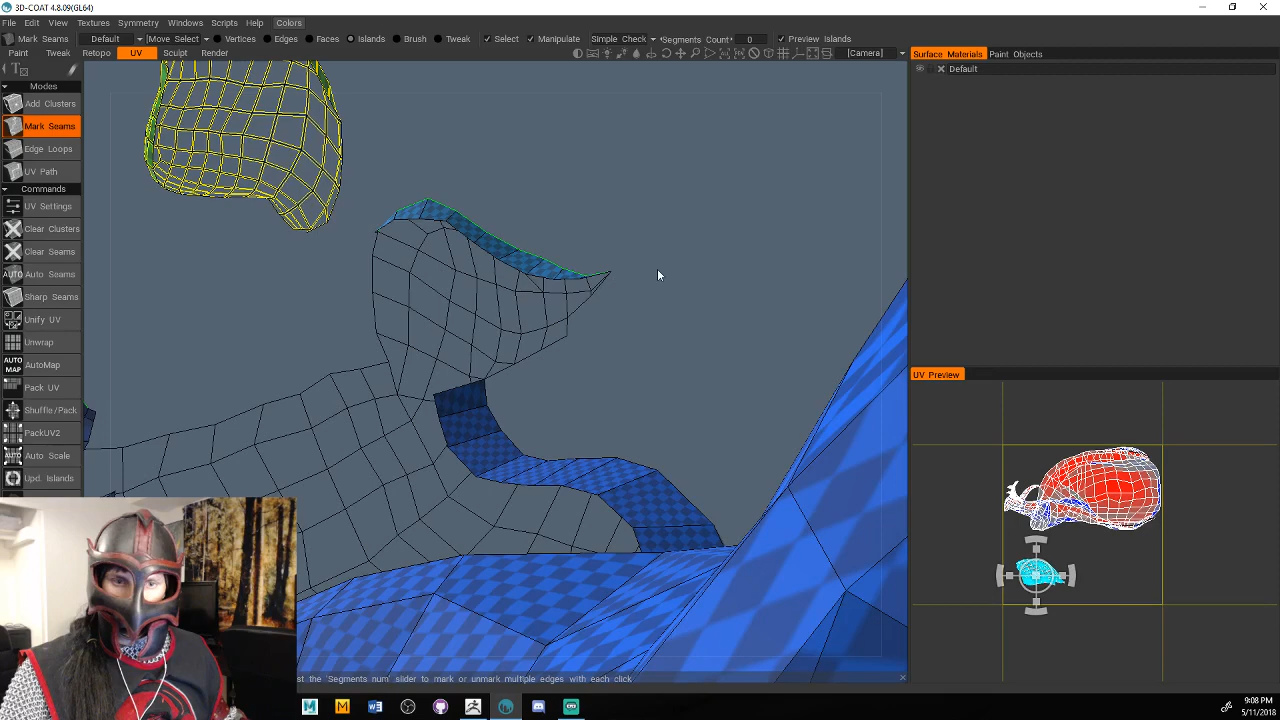 3D-COAT 4.8.09(GL64)
File Edit View Textures Symmetry Windows Scripts Help Colors
Mark Seams Default [Move Select Vertices Edges Faces Islands Brush Tweak Select Manipulate Simple Check Segments Count: 0 Preview Islands
Paint Tweak Retopo UV Sculpt Render [Camera] Surface Materials Paint Objects
Default
Modes
Add Clusters
Mark Seams
Edge Loops
UV Path
Commands
UV Settings
Clear Clusters
Clear Seams
AUTO Auto Seams
Sharp Seams
Unify UV
Unwrap
AUTO MAP AutoMap
UV Preview
Pack UV
Shuffle/Pack
PackUV2
AUTO Auto Scale
Upd. Islands
st the 'Segments num' slider to mark or unmark multiple edges with each click
9:08 PM
5/11/2018